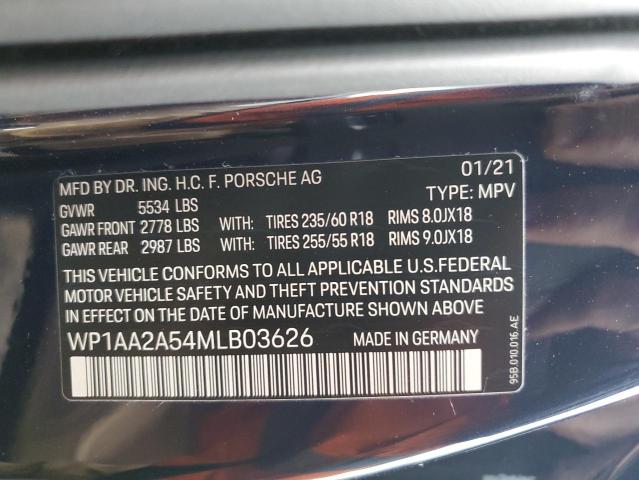 MFD BY DR. ING. H.C. F. PORSCHE AG 01/21
GVWR 5534 LBS TYPE: MPV
GAWR FRONT 2778 LBS WITH: TIRES 235/60 R18 RIMS 8.0JX18
GAWR REAR 2987 LBS WITH: TIRES 255/55 R18 RIMS 9.0JX18
THIS VEHICLE CONFORMS TO ALL APPLICABLE U.S.FEDERAL
MOTOR VEHICLE SAFETY AND THEFT PREVENTION STANDARDS
IN EFFECT ON THE DATE OF MANUFACTURE SHOWN ABOVE
WP1AA2A54MLB03626 MADE IN GERMANY
95B.010.016.AE